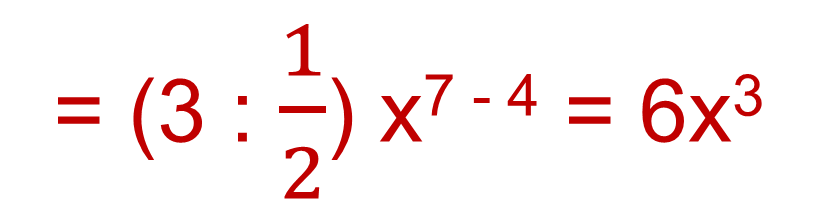 = (3 : 1/2) x^{7 - 4} = 6x^3